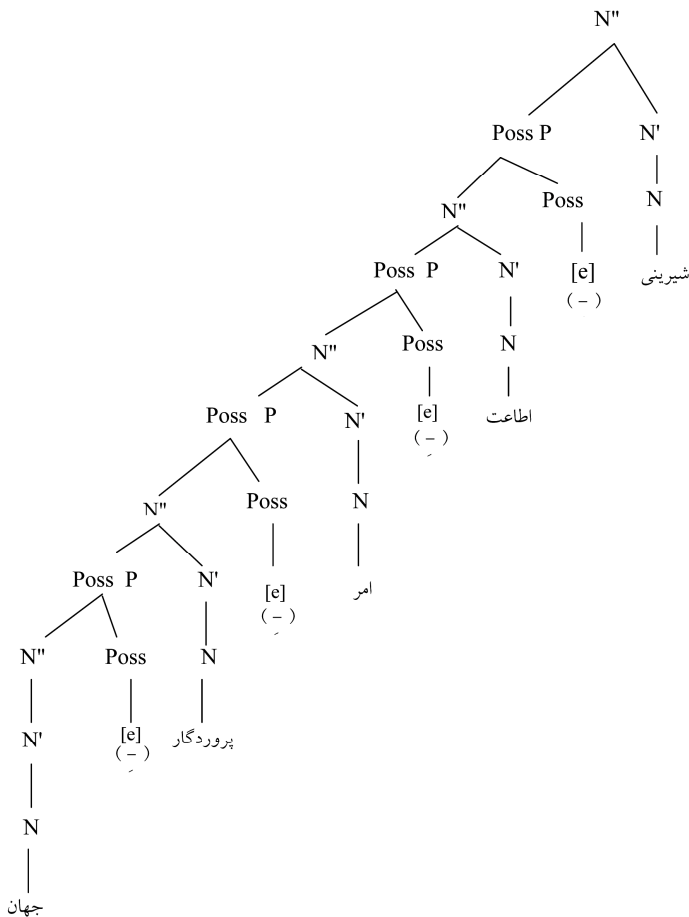 N"
Poss P N'
Poss N
N"
[e] شیرینی
(–)
Poss P N'
N" Poss N
[e] اطاعت
(–ِ)
Poss P N'
N" Poss N
[e] امر
(–ِ)
Poss P N'
N" Poss N
[e] پروردگار
(–ِ)
N'
N
جهان